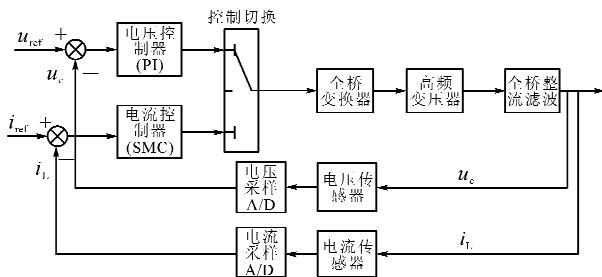 控制切换
u_ref
+
u_c
−
电压控
制器
(PI)
i_ref
+
i_L
−
电流控
制器
(SMC)
全桥
变换器
高频
变压器
全桥整
流滤波
电压
采样
A/D
电压传
感器
u_c
电流
采样
A/D
电流传
感器
i_L